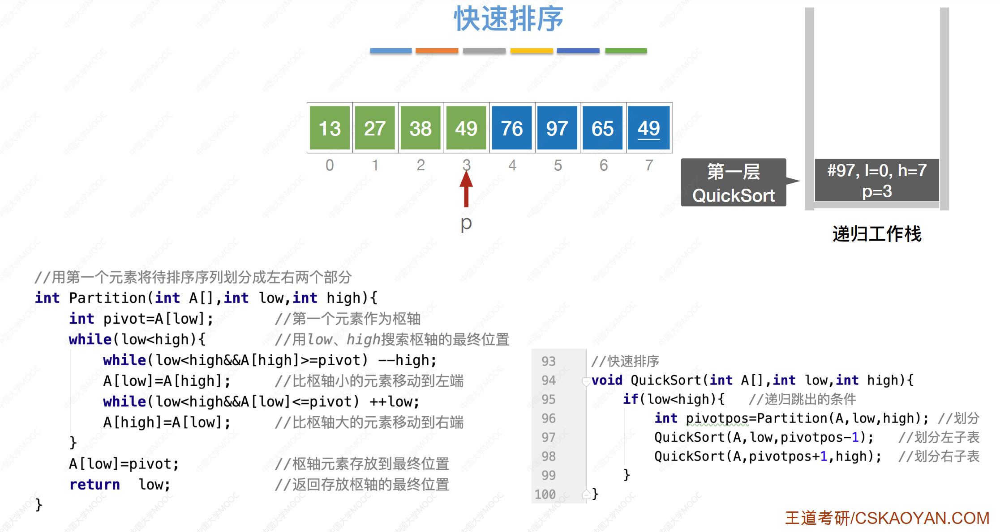 快速排序
13 27 38 49 76 97 65 49
0 1 2 3 4 5 6 7
p
第一层
QuickSort
#97, l=0, h=7
p=3
递归工作栈
//用第一个元素将待排序序列划分成左右两个部分
int Partition(int A[],int low,int high){
int pivot=A[low]; //第一个元素作为枢轴
while(low<high){ //用low、high搜索枢轴的最终位置
while(low<high&&A[high]>=pivot) --high;
A[low]=A[high]; //比枢轴小的元素移动到左端
while(low<high&&A[low]<=pivot) ++low;
A[high]=A[low]; //比枢轴大的元素移动到右端
}
A[low]=pivot; //枢轴元素存放到最终位置
return low; //返回存放枢轴的最终位置
}
93 //快速排序
94 void QuickSort(int A[],int low,int high){
95 if(low<high){ //递归跳出的条件
96 int pivotpos=Partition(A,low,high); //划分
97 QuickSort(A,low,pivotpos-1); //划分左子表
98 QuickSort(A,pivotpos+1,high); //划分右子表
99 }
100 }
王道考研/CSKAOYAN.COM
中国大学MOOC